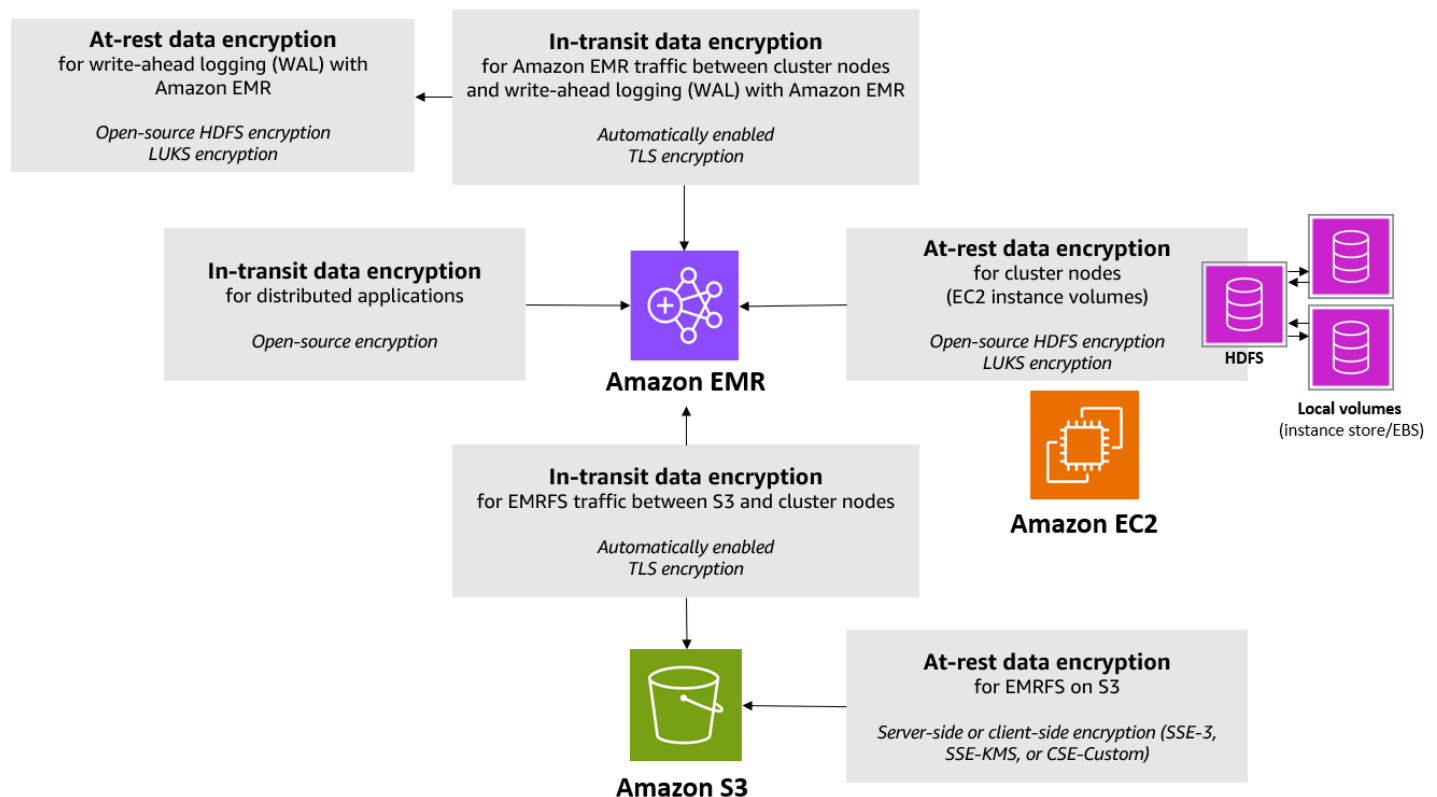 At-rest data encryption
for write-ahead logging (WAL) with
Amazon EMR
Open-source HDFS encryption
LUKS encryption
In-transit data encryption
for Amazon EMR traffic between cluster nodes
and write-ahead logging (WAL) with Amazon EMR
Automatically enabled
TLS encryption
In-transit data encryption
for distributed applications
Open-source encryption
Amazon EMR
At-rest data encryption
for cluster nodes
(EC2 instance volumes)
Open-source HDFS encryption
LUKS encryption
HDFS
Local volumes
(instance store/EBS)
Amazon EC2
In-transit data encryption
for EMRFS traffic between S3 and cluster nodes
Automatically enabled
TLS encryption
At-rest data encryption
for EMRFS on S3
Server-side or client-side encryption (SSE-3,
SSE-KMS, or CSE-Custom)
Amazon S3